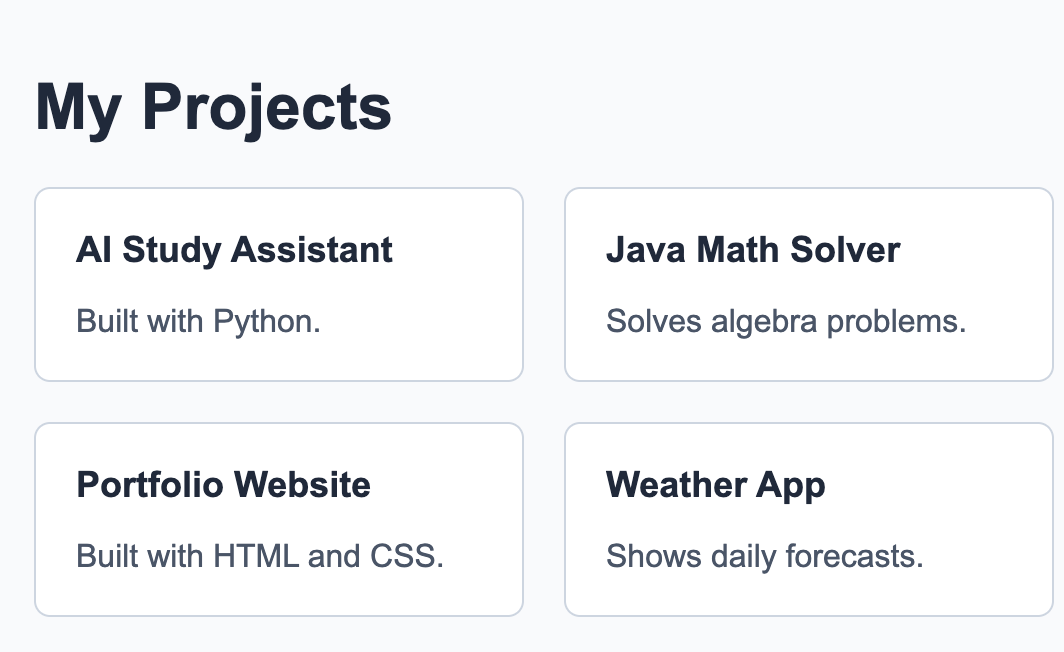 My Projects
AI Study Assistant
Built with Python.
Java Math Solver
Solves algebra problems.
Portfolio Website
Built with HTML and CSS.
Weather App
Shows daily forecasts.